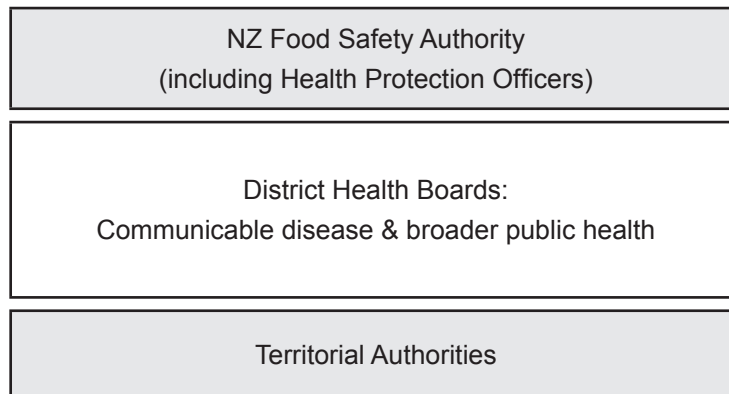 NZ Food Safety Authority
(including Health Protection Officers)
District Health Boards:
Communicable disease & broader public health
Territorial Authorities